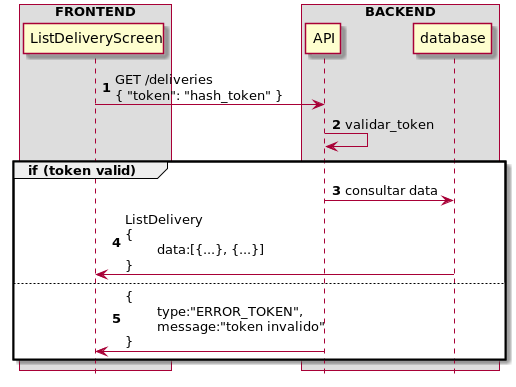 FRONTEND
BACKEND
ListDeliveryScreen
API
database
1 GET /deliveries
{ "token": "hash_token" }
2 validar_token
if (token valid)
3 consultar data
ListDelivery
4 {
data:[{...}, {...}]
}
{
5 type:"ERROR_TOKEN",
message:"token invalido"
}